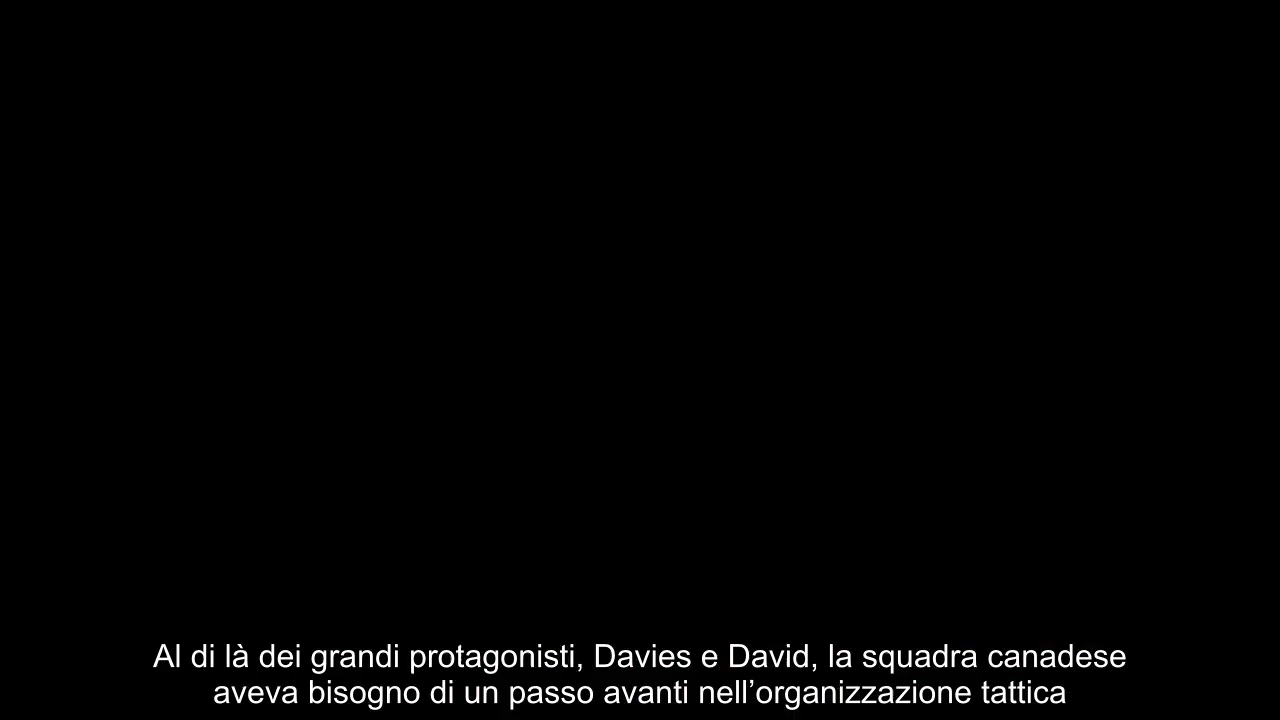 Al di là dei grandi protagonisti, Davies e David, la squadra canadese
aveva bisogno di un passo avanti nell’organizzazione tattica